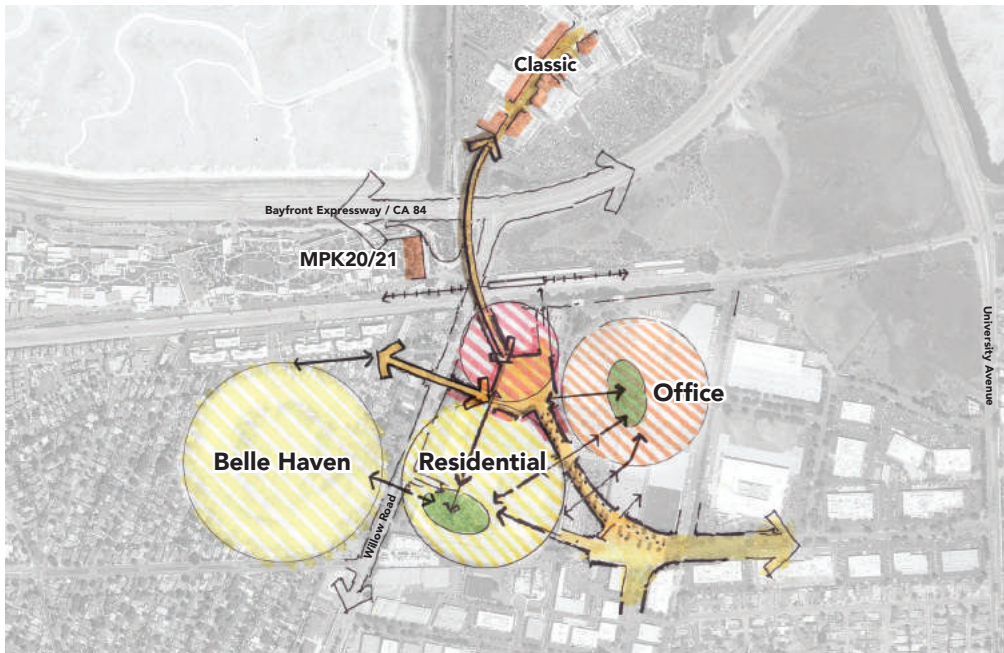 Classic
Bayfront Expressway / CA 84
MPK20/21
University Avenue
Office
Belle Haven
Residential
Willow Road